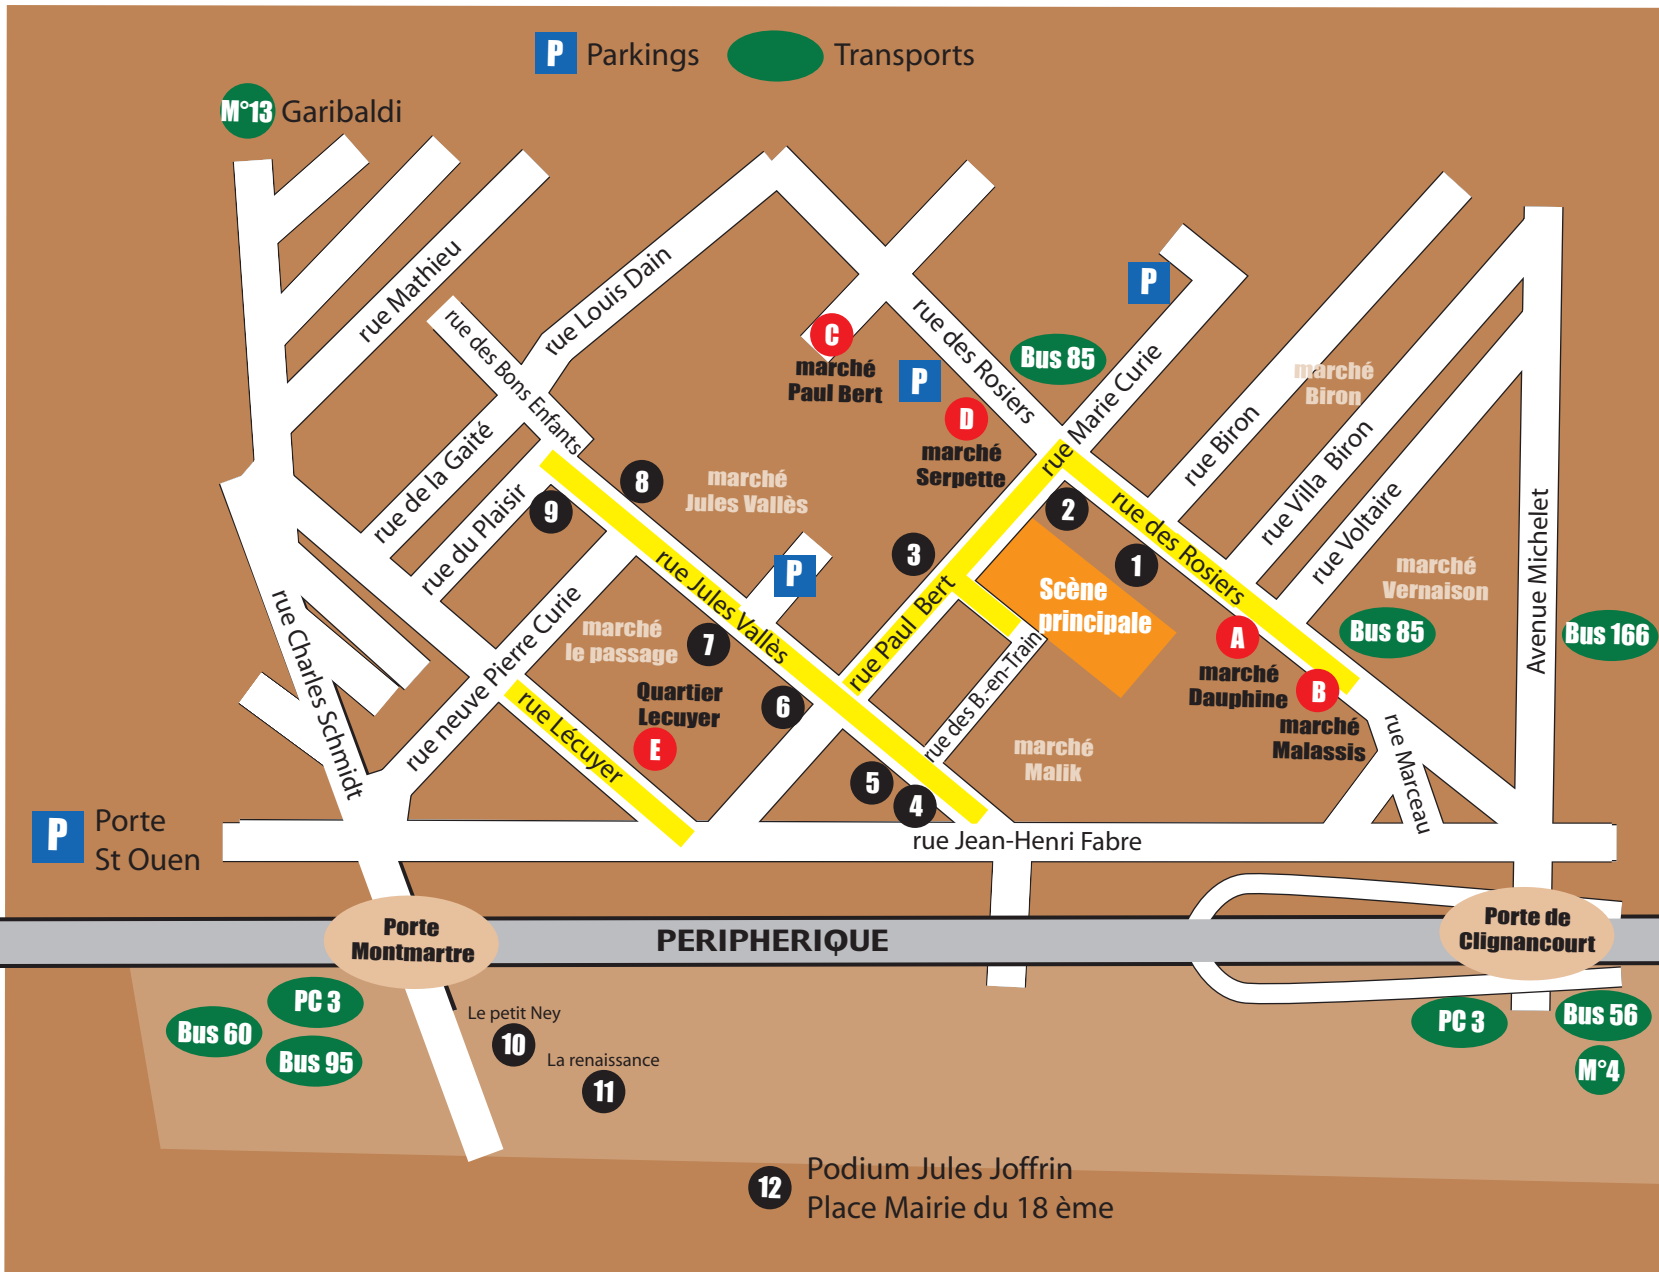 P Parkings Transports
M°13 Garibaldi
rue Mathieu
rue Louis Dain
rue des Bons Enfants
rue de la Gaité
rue du Plaisir
rue Charles Schmidt
rue neuve Pierre Curie
rue Lécuyer
rue Jules Vallès
rue Paul Bert
rue des B.-en-Train
rue des Rosiers
rue Marie Curie
rue des Rosiers
rue Biron
rue Villa Biron
rue Voltaire
Avenue Michelet
rue Marceau
rue Jean-Henri Fabre
P
Bus 85
C
marché
Paul Bert
P
D
marché
Serpette
marché
Biron
8
marché
Jules Vallès
9
2
3
1
P
Scène
principale
marché
Vernaison
Bus 85
Bus 166
marché
le passage
7
A
marché
Dauphine
B
marché
Malassis
Quartier
Lecuyer
E
6
marché
Malik
5
4
P
Porte
St Ouen
Porte
Montmartre
PERIPHERIQUE
Porte de
Clignancourt
PC 3
Bus 60
Bus 95
Le petit Ney
10
La renaissance
11
PC 3
Bus 56
M°4
12
Podium Jules Joffrin
Place Mairie du 18 ème